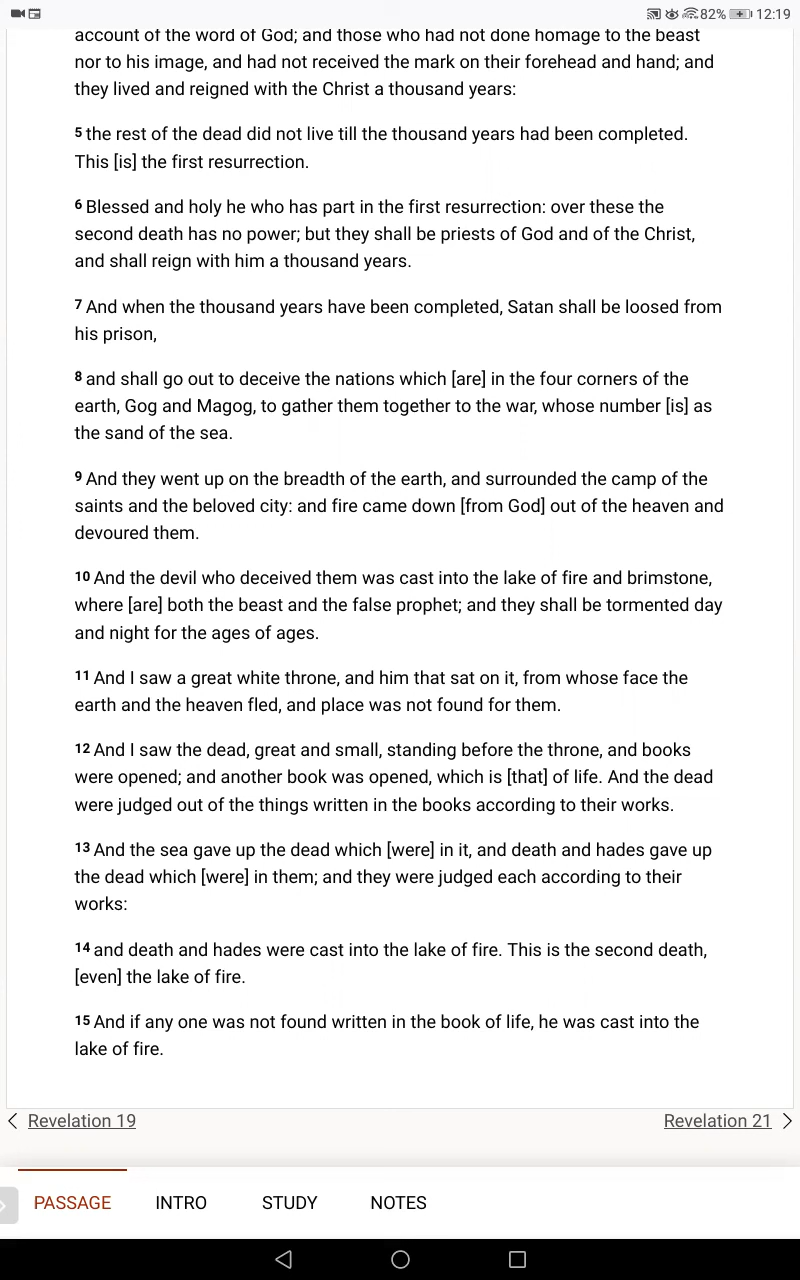 82% 12:19
account of the word of God; and those who had not done homage to the beast
nor to his image, and had not received the mark on their forehead and hand; and
they lived and reigned with the Christ a thousand years:
5 the rest of the dead did not live till the thousand years had been completed.
This [is] the first resurrection.
6 Blessed and holy he who has part in the first resurrection: over these the
second death has no power; but they shall be priests of God and of the Christ,
and shall reign with him a thousand years.
7 And when the thousand years have been completed, Satan shall be loosed from
his prison,
8 and shall go out to deceive the nations which [are] in the four corners of the
earth, Gog and Magog, to gather them together to the war, whose number [is] as
the sand of the sea.
9 And they went up on the breadth of the earth, and surrounded the camp of the
saints and the beloved city: and fire came down [from God] out of the heaven and
devoured them.
10 And the devil who deceived them was cast into the lake of fire and brimstone,
where [are] both the beast and the false prophet; and they shall be tormented day
and night for the ages of ages.
11 And I saw a great white throne, and him that sat on it, from whose face the
earth and the heaven fled, and place was not found for them.
12 And I saw the dead, great and small, standing before the throne, and books
were opened; and another book was opened, which is [that] of life. And the dead
were judged out of the things written in the books according to their works.
13 And the sea gave up the dead which [were] in it, and death and hades gave up
the dead which [were] in them; and they were judged each according to their
works:
14 and death and hades were cast into the lake of fire. This is the second death,
[even] the lake of fire.
15 And if any one was not found written in the book of life, he was cast into the
lake of fire.
Revelation 19 Revelation 21
PASSAGE INTRO STUDY NOTES